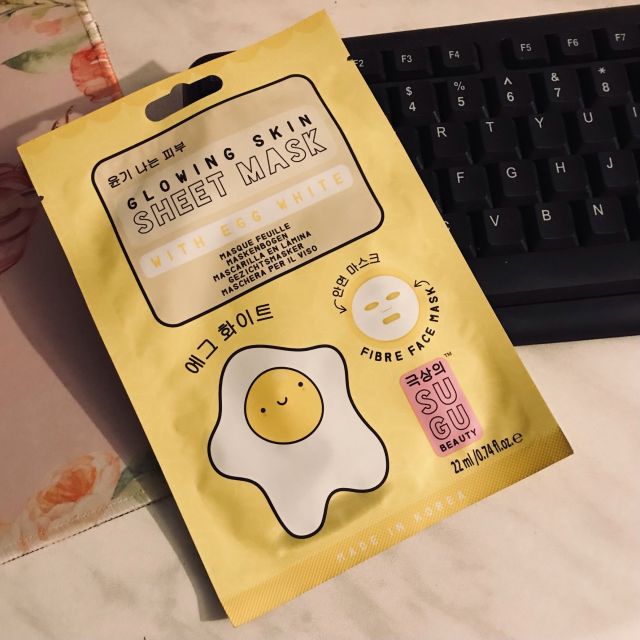 윤기 나는 피부
GLOWING SKIN
SHEET MASK
WITH EGG WHITE
MASQUE FEUILLE
MASKENBOGEN
MASCARILLA EN LÁMINA
GEZICHTSMASKER
MASCHERA PER IL VISO
에그 화이트
안면 마스크
FIBRE FACE MASK
극상의
SU
GU
BEAUTY
TM
22 ml/0.74 fl.oz.e
MADE IN KOREA
F2 F3 F4 F5 F6 F7
$ % ^ & *
4 5 6 7 8
R T Y U I
F G H J K
C V B N M